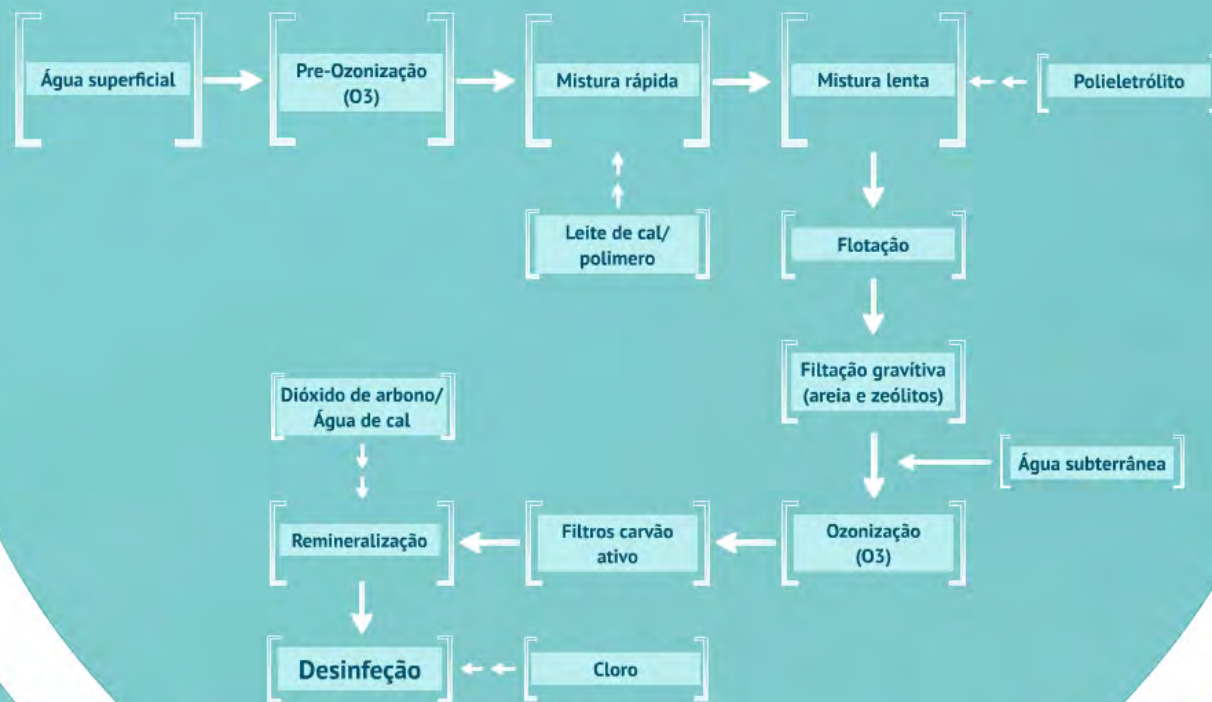 Água superficial
Pre-Ozonização
(O3)
Mistura rápida
Mistura lenta
Polieletrólito
Leite de cal/
polimero
Flotação
Filtação gravítiva
(areia e zeólitos)
Dióxido de arbono/
Água de cal
Água subterrânea
Remineralização
Filtros carvão
ativo
Ozonização
(O3)
Desinfeção
Cloro